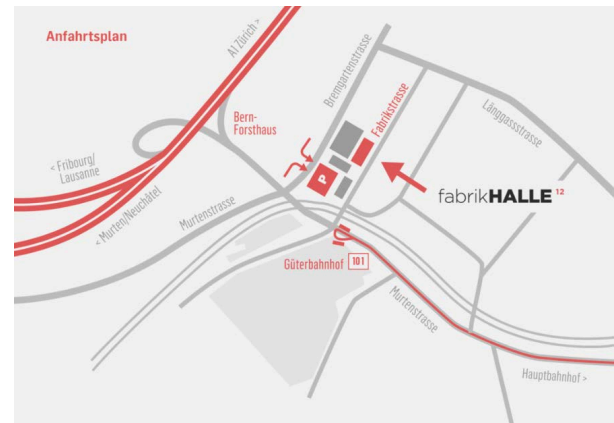 Anfahrtsplan
A1 Zürich >
Bremgartenstrasse
Fabrikstrasse
Länggassstrasse
Bern-
Forsthaus
< Fribourg/
Lausanne
< Murten/Neuchâtel
Murtenstrasse
P
fabrikHALLE 12
Güterbahnhof 101
Murtenstrasse
Hauptbahnhof >